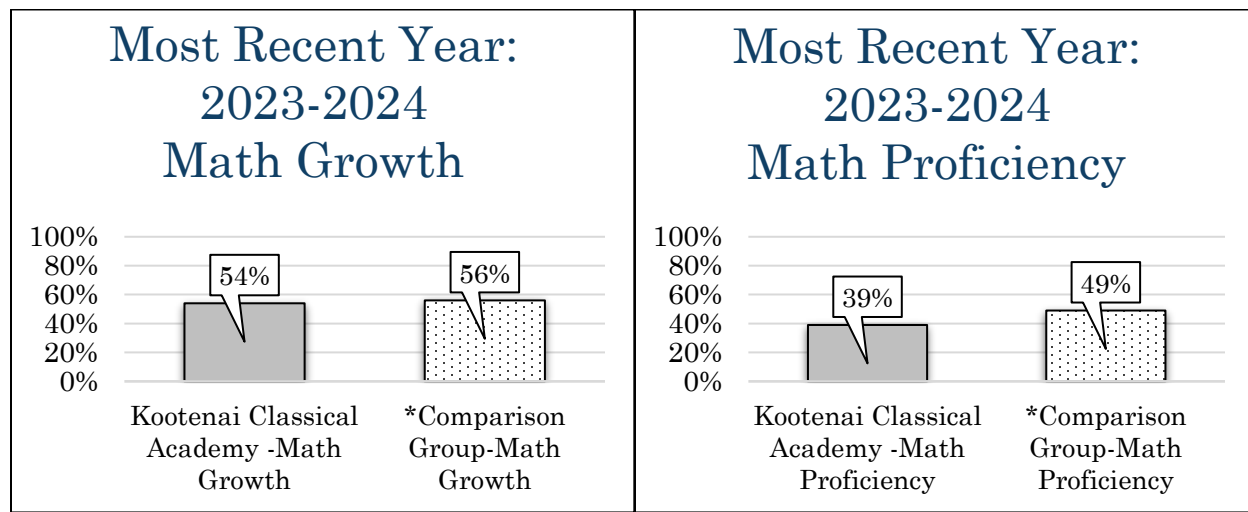 Most Recent Year:
2023-2024
Math Growth
100%
80%
60%
40%
20%
0%
54%
56%
Kootenai Classical
Academy -Math
Growth
*Comparison
Group-Math
Growth
Most Recent Year:
2023-2024
Math Proficiency
100%
80%
60%
40%
20%
0%
39%
49%
Kootenai Classical
Academy -Math
Proficiency
*Comparison
Group-Math
Proficiency